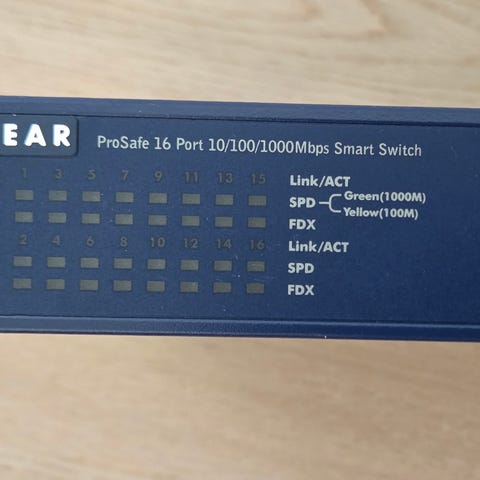 EAR
ProSafe 16 Port 10/100/1000Mbps Smart Switch
1 3 5 7 9 11 13 15 Link/ACT
SPD Green(1000M)
Yellow(100M)
FDX
2 4 6 8 10 12 14 16 Link/ACT
SPD
FDX